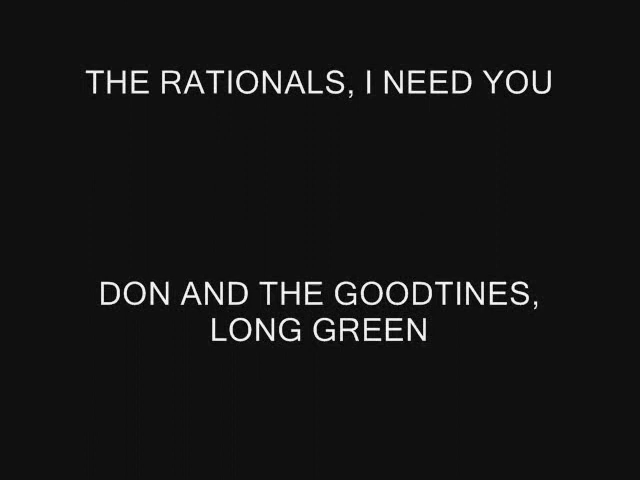 THE RATIONALS, I NEED YOU
DON AND THE GOODTINES,
LONG GREEN